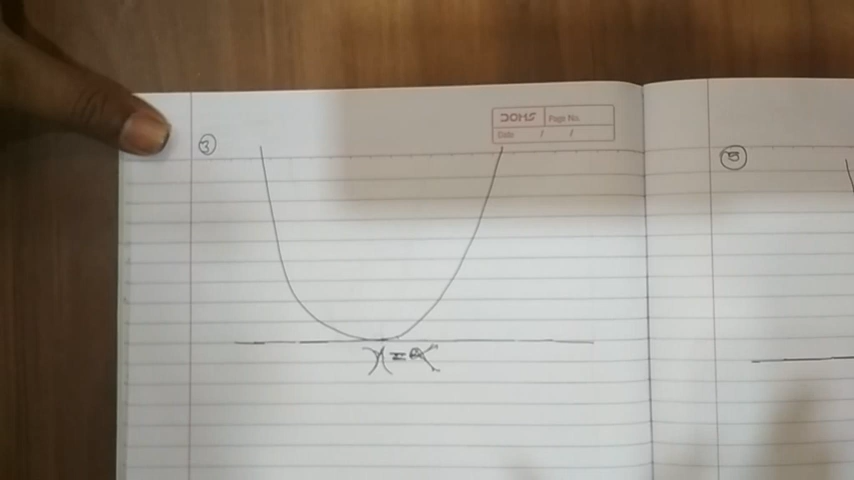 3
DOMS Page No.
Date / /
x = α